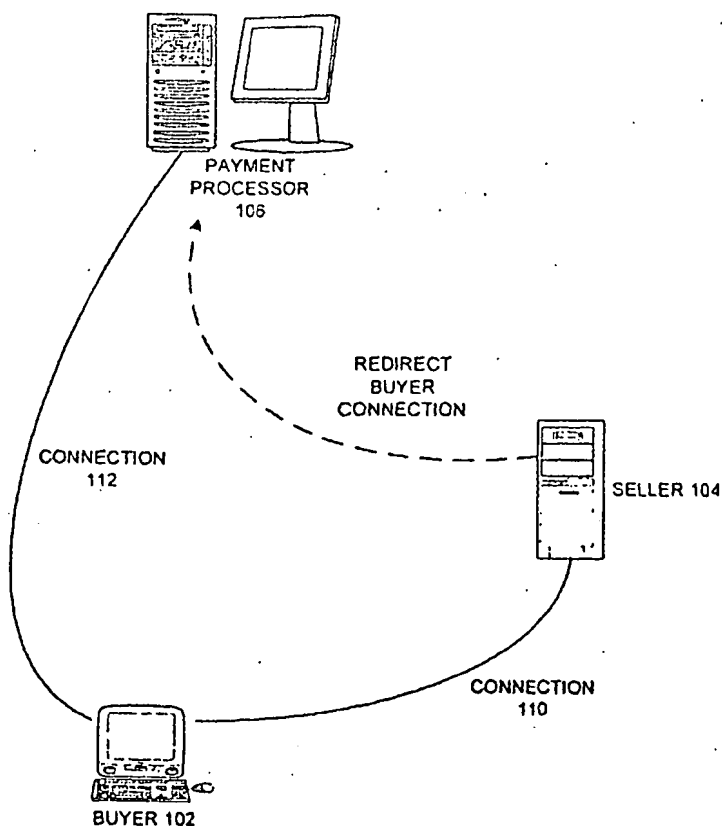 PAYMENT
PROCESSOR
106
REDIRECT
BUYER
CONNECTION
CONNECTION
112
SELLER 104
CONNECTION
110
BUYER 102